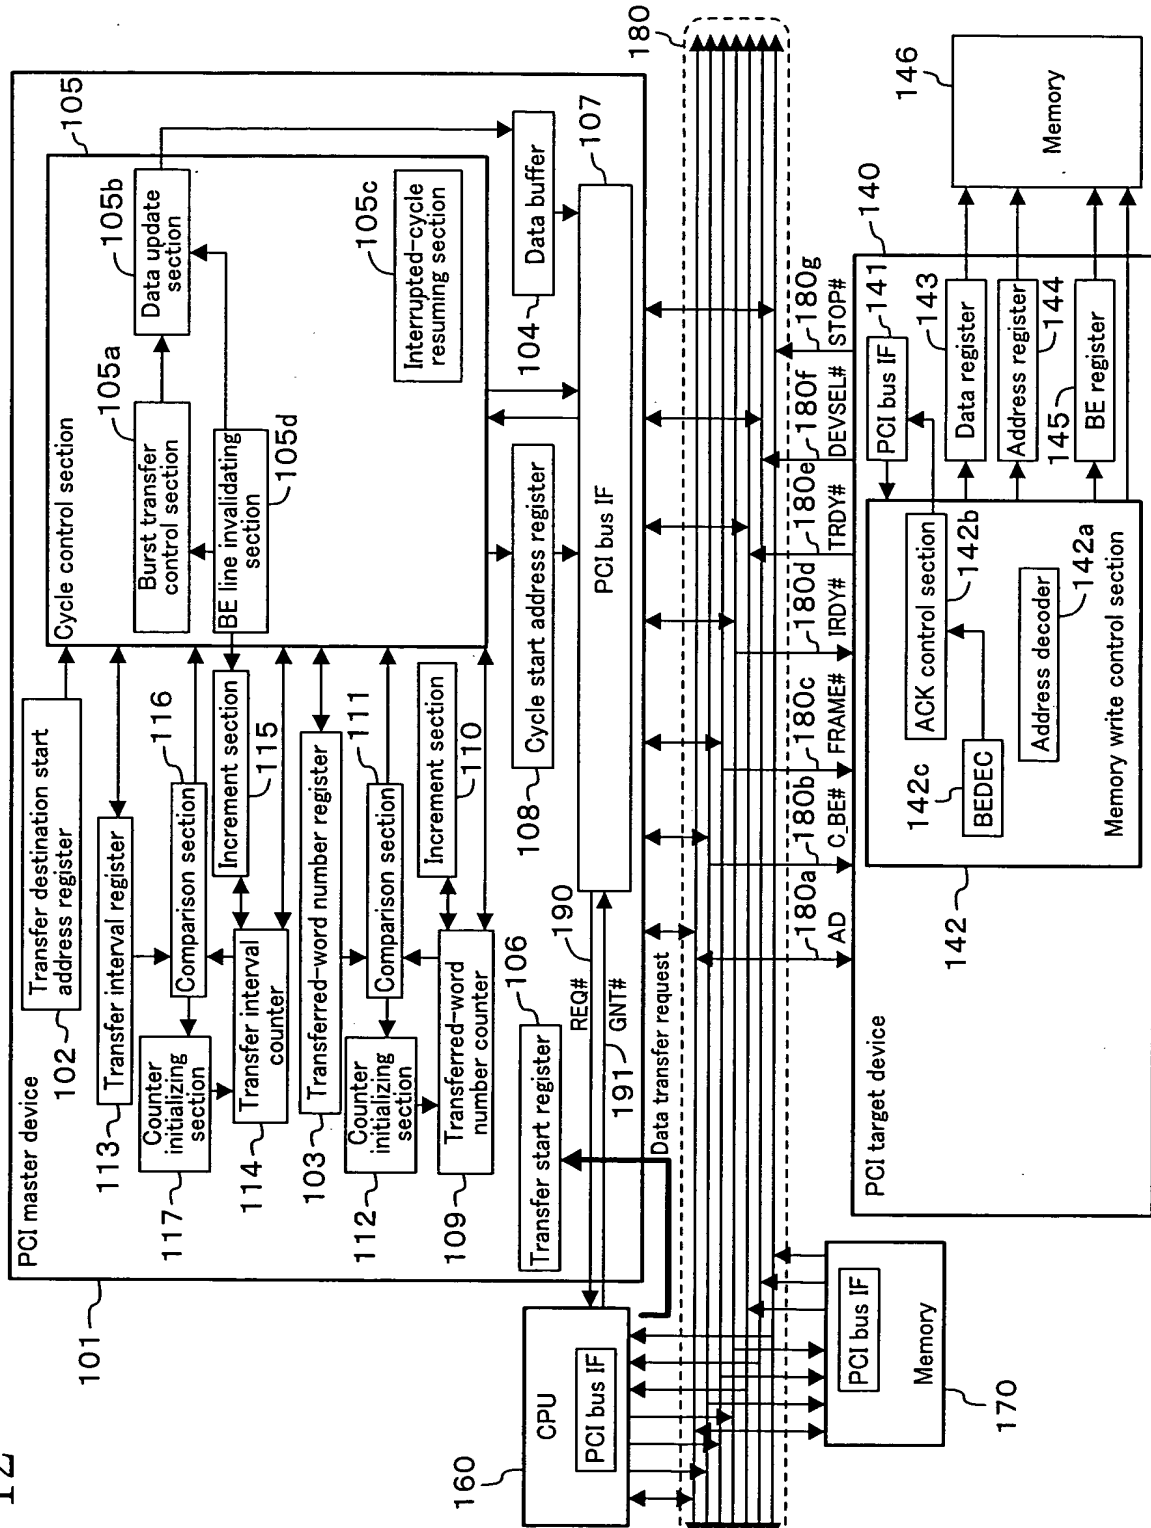 PCI master device
101
Transfer destination start
address register
102
Transfer interval register
113
Comparison section
116
Counter
initializing
section
117
Transfer interval
counter
114
Increment section
115
Transferred-word number register
103
Comparison section
111
Counter
initializing
section
112
Transferred-word
number counter
109
Increment section
110
Cycle control section
105
Burst transfer
control section
105a
Data update
section
105b
BE line invalidating
section
105d
Interrupted-cycle
resuming section
105c
Transfer start register
106
Cycle start address register
108
Data buffer
104
PCI bus IF
107
REQ#
190
GNT#
191
Data transfer request
180
CPU
PCI bus IF
160
PCI bus IF
Memory
170
180a
AD
180b
C_BE#
180c
FRAME#
180d
IRDY#
180e
TRDY#
180f
DEVSEL#
180g
STOP#
PCI target device
140
PCI bus IF
141
142
Memory write control section
ACK control section
142b
BEDEC
142c
Address decoder
142a
Data register
143
Address register
144
BE register
145
Memory
146